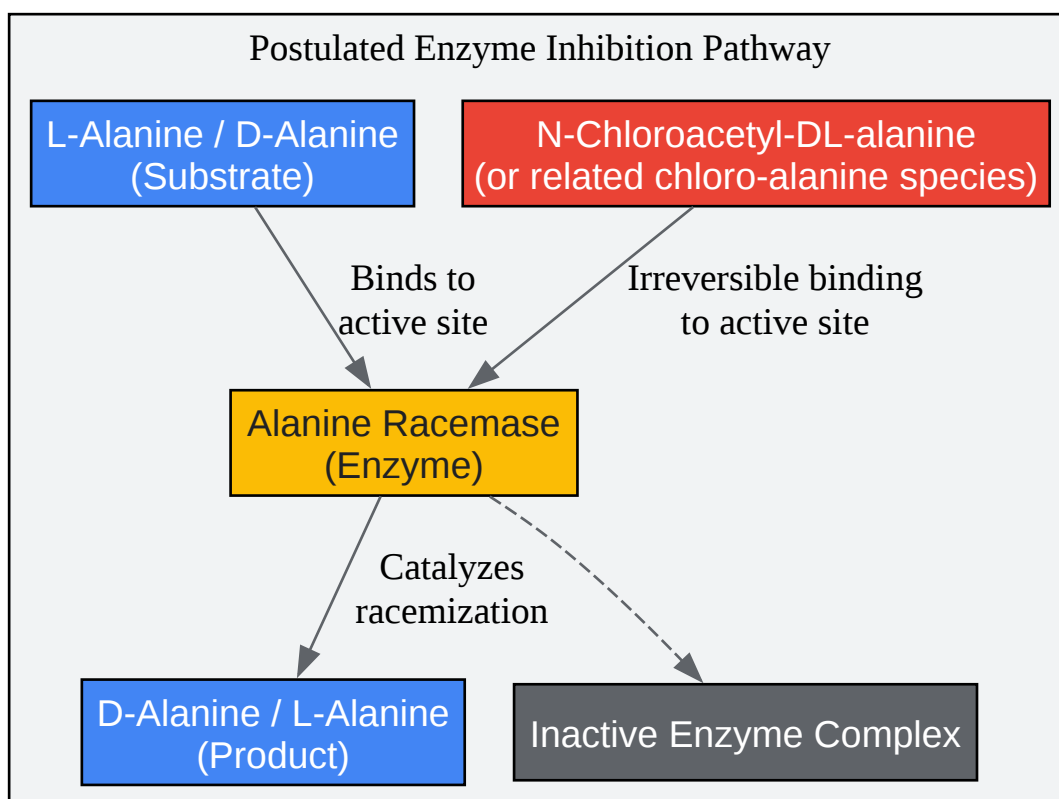 Postulated Enzyme Inhibition Pathway
L-Alanine / D-Alanine
(Substrate)
N-Chloroacetyl-DL-alanine
(or related chloro-alanine species)
Binds to
active site
Irreversible binding
to active site
Alanine Racemase
(Enzyme)
Catalyzes
racemization
D-Alanine / L-Alanine
(Product)
Inactive Enzyme Complex